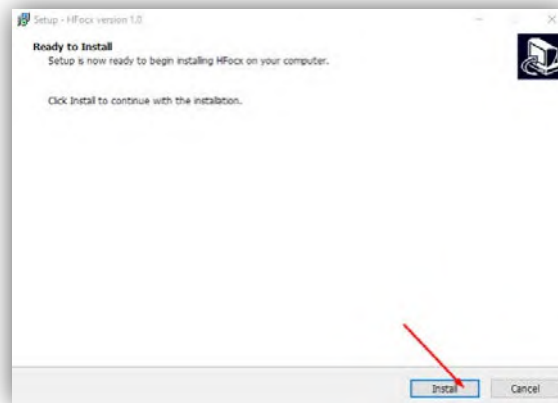 Setup - HFocx version 1.0
Ready to Install
Setup is now ready to begin installing HFocx on your computer.
Click Install to continue with the installation.
Install
Cancel